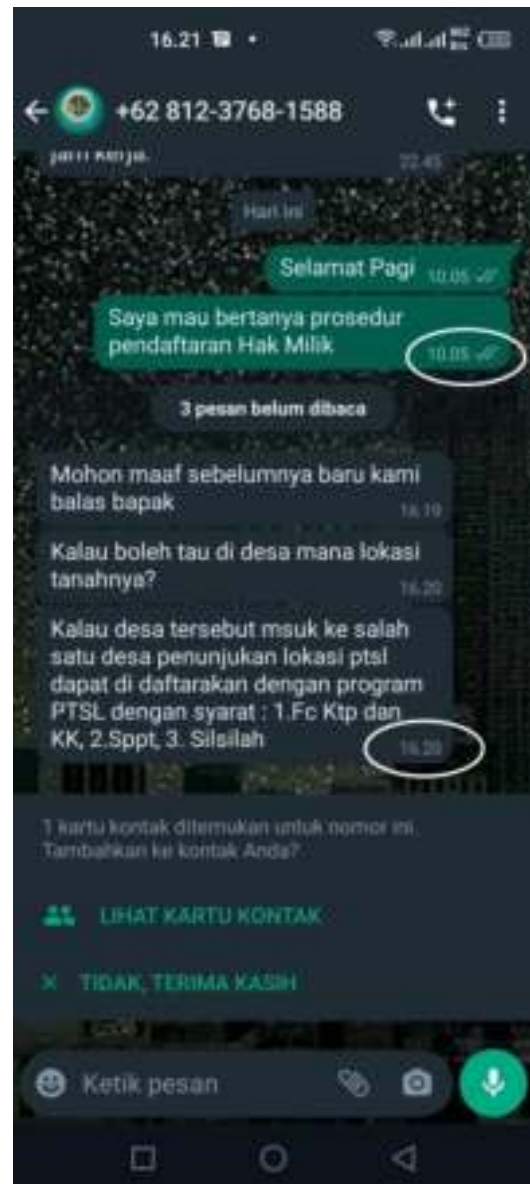 16.21
+62 812-3768-1588
jam kerja.
22.45
Hari ini
Selamat Pagi 10.05
Saya mau bertanya prosedur
pendaftaran Hak Milik
10.05
3 pesan belum dibaca
Mohon maaf sebelumnya baru kami
balas bapak
16.19
Kalau boleh tau di desa mana lokasi
tanahnya?
16.20
Kalau desa tersebut msuk ke salah
satu desa penunjukan lokasi ptsl
dapat di daftarakan dengan program
PTSL dengan syarat : 1.Fc Ktp dan
KK, 2.Sppt, 3. Silsilah
16.20
1 kartu kontak ditemukan untuk nomor ini.
Tambahkan ke kontak Anda?
LIHAT KARTU KONTAK
TIDAK, TERIMA KASIH
Ketik pesan